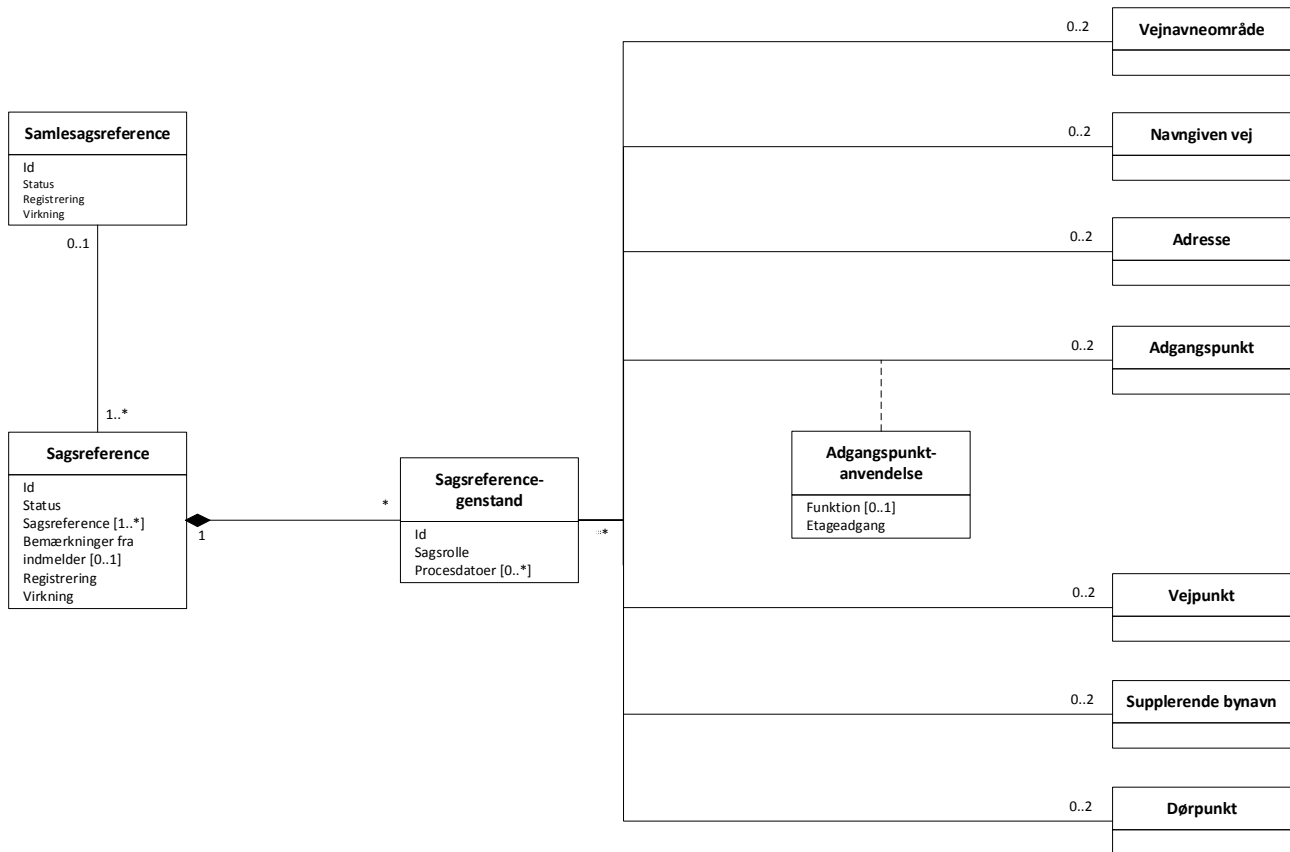 0..2
Vejnavneområde
Samlesagsreference
Id
Status
Registrering
Virkning
0..1
0..2
Navngiven vej
0..2
Adresse
0..2
Adgangspunkt
1..*
Sagsreference
Id
Status
Sagsreference [1..*]
Bemærkninger fra
indmelder [0..1]
Registrering
Virkning
1
*
Sagsreference-
genstand
Id
Sagsrolle
Procesdatoer [0..*]
*
Adgangspunkt-
anvendelse
Funktion [0..1]
Etageadgang
0..2
Vejpunkt
0..2
Supplerende bynavn
0..2
Dørpunkt